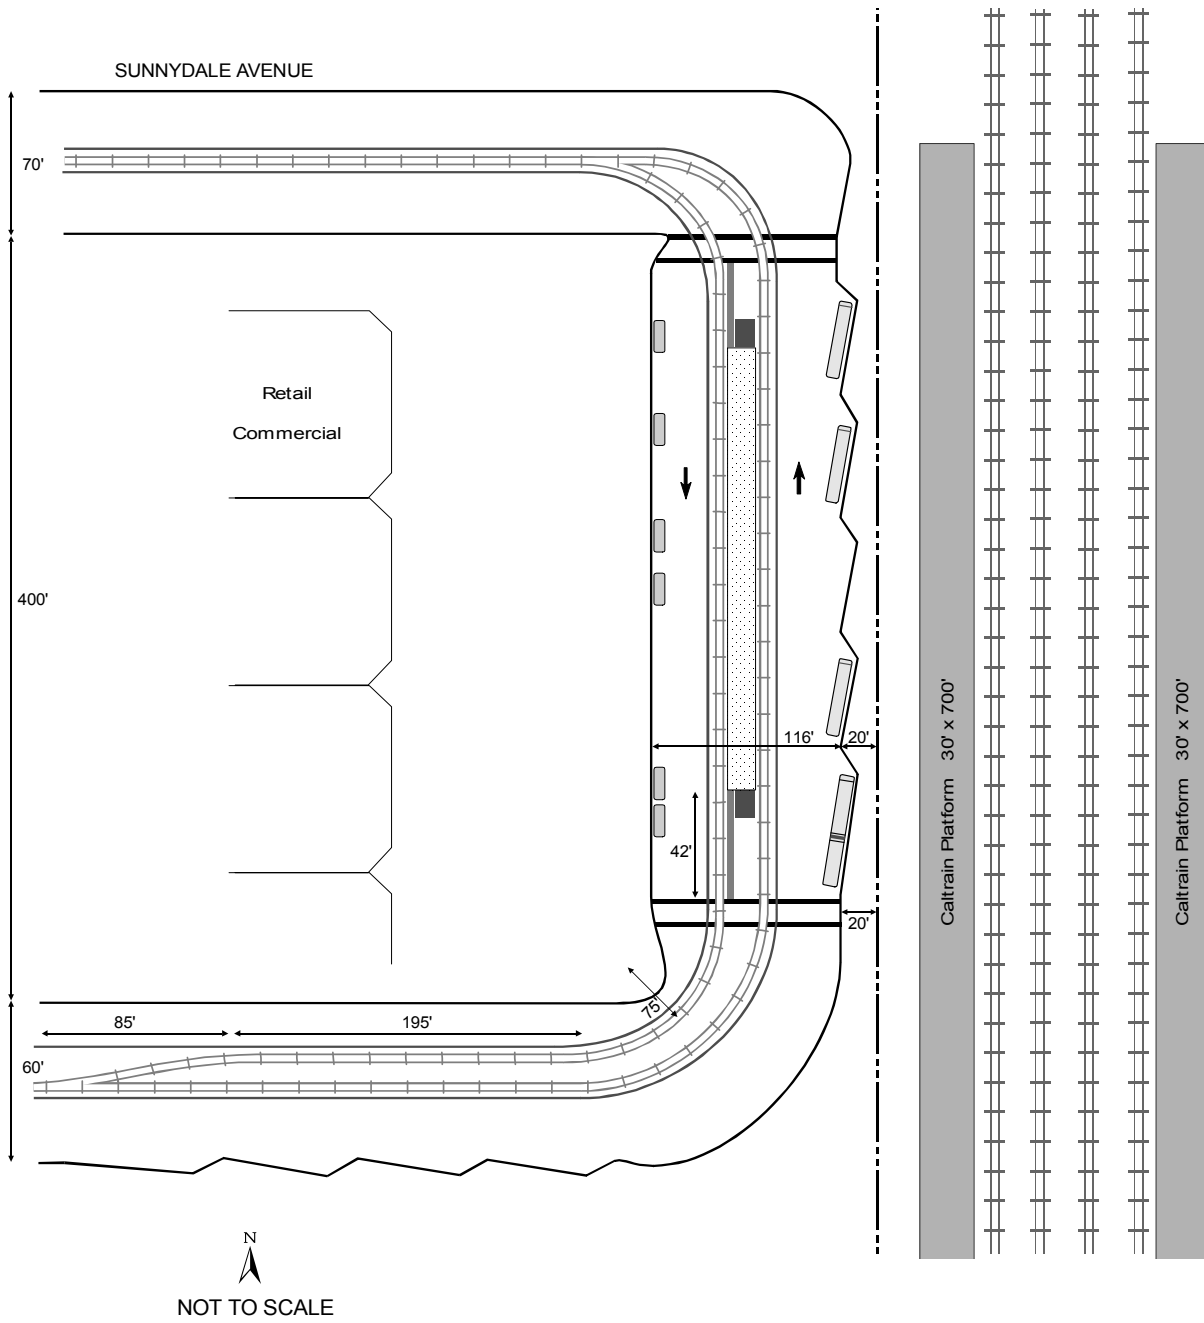 SUNNYDALE AVENUE
70'
Retail
Commercial
400'
116'
20'
42'
20'
75'
85'
195'
60'
Caltrain Platform 30' x 700'
Caltrain Platform 30' x 700'
N
NOT TO SCALE